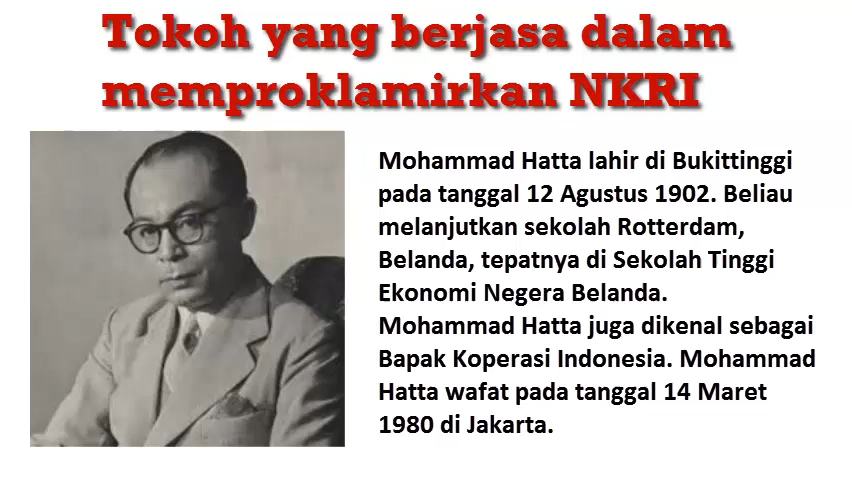 Tokoh yang berjasa dalam
memproklamirkan NKRI
Mohammad Hatta lahir di Bukittinggi
pada tanggal 12 Agustus 1902. Beliau
melanjutkan sekolah Rotterdam,
Belanda, tepatnya di Sekolah Tinggi
Ekonomi Negera Belanda.
Mohammad Hatta juga dikenal sebagai
Bapak Koperasi Indonesia. Mohammad
Hatta wafat pada tanggal 14 Maret
1980 di Jakarta.